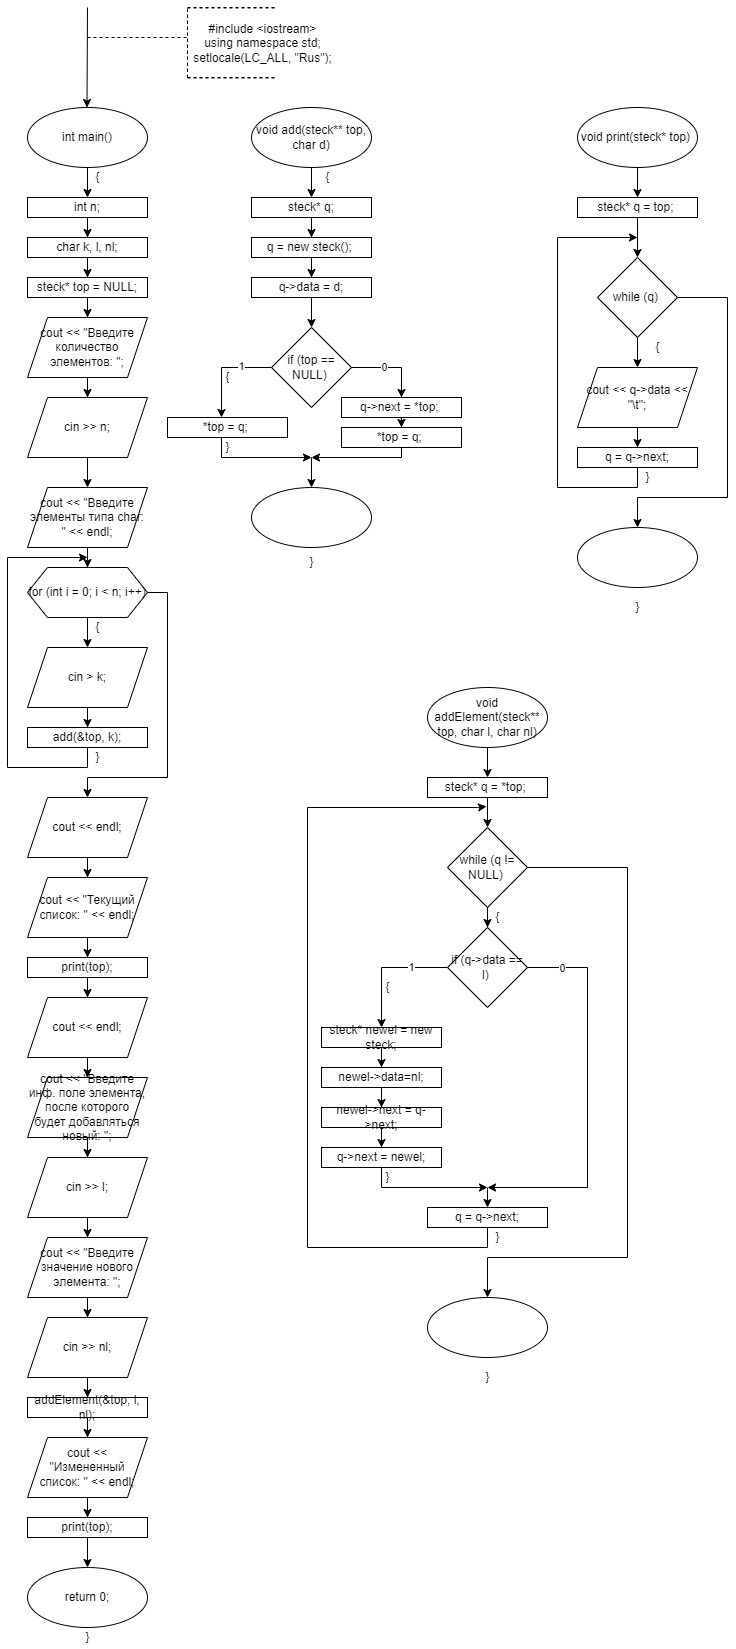 #include <iostream>
using namespace std;
setlocale(LC_ALL, "Rus");
int main()
{
int n;
char k, l, nl;
steck* top = NULL;
cout << "Введите
количество
элементов: ";
cin >> n;
cout << "Введите
элементы типа char:
" << endl;
for (int i = 0; i < n; i++)
{
cin > k;
add(&top, k);
}
cout << endl;
cout << "Текущий
список: " << endl;
print(top);
cout << endl;
cout << "Введите
инф. поле элемента,
после которого
будет добавляться
новый: ";
cin >> l;
cout << "Введите
значение нового
элемента: ";
cin >> nl;
addElement(&top, l,
nl);
cout <<
"Измененный
список: " << endl;
print(top);
return 0;
}
void add(steck** top,
char d)
{
steck* q;
q = new steck();
q->data = d;
if (top ==
NULL)
1
{
*top = q;
}
0
q->next = *top;
*top = q;
}
void print(steck* top)
steck* q = top;
while (q)
{
cout << q->data <<
"\t";
q = q->next;
}
}
void
addElement(steck**
top, char l, char nl)
steck* q = *top;
while (q !=
NULL)
{
if (q->data ==
l)
1
0
{
steck* newel = new
steck;
newel->data=nl;
newel->next = q-
>next;
q->next = newel;
}
q = q->next;
}
}